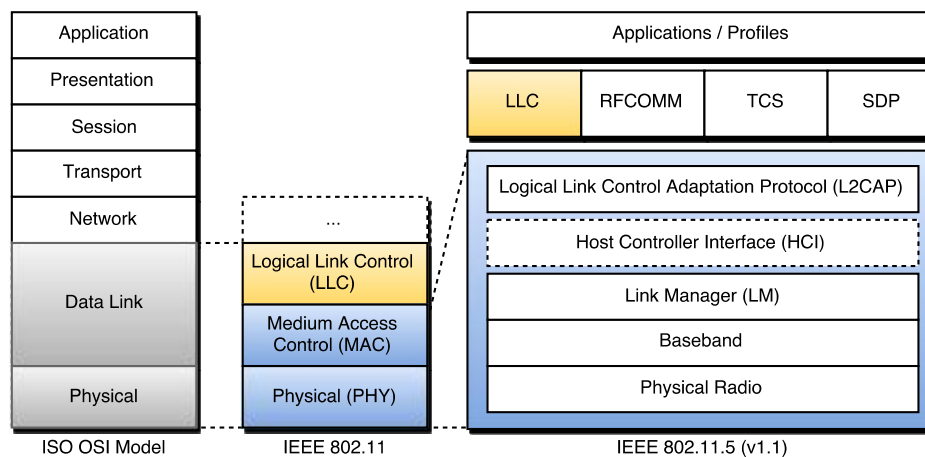 Application
Presentation
Session
Transport
Network
Data Link
Physical
ISO OSI Model
...
Logical Link Control
(LLC)
Medium Access
Control (MAC)
Physical (PHY)
IEEE 802.11
Applications / Profiles
LLC
RFCOMM
TCS
SDP
Logical Link Control Adaptation Protocol (L2CAP)
Host Controller Interface (HCI)
Link Manager (LM)
Baseband
Physical Radio
IEEE 802.11.5 (v1.1)